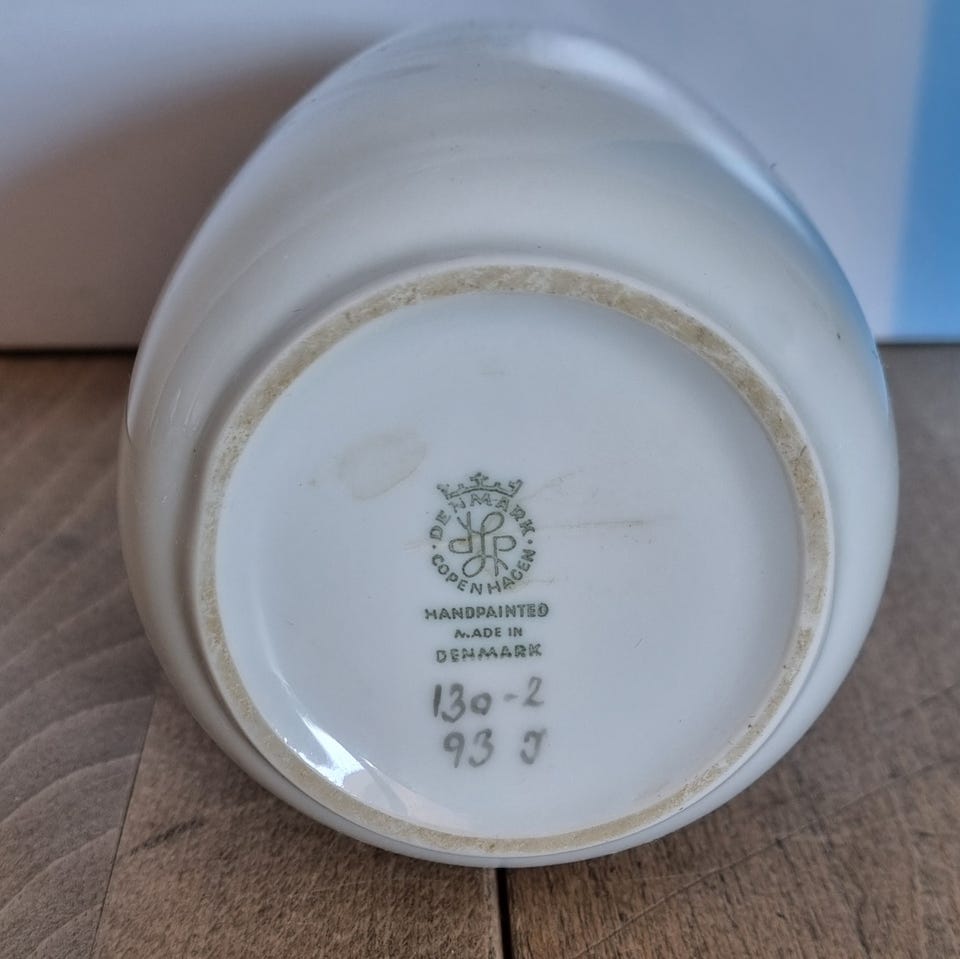 DENMARK
COPENHAGEN
HANDPAINTED
MADE IN
DENMARK
130-2
93 J